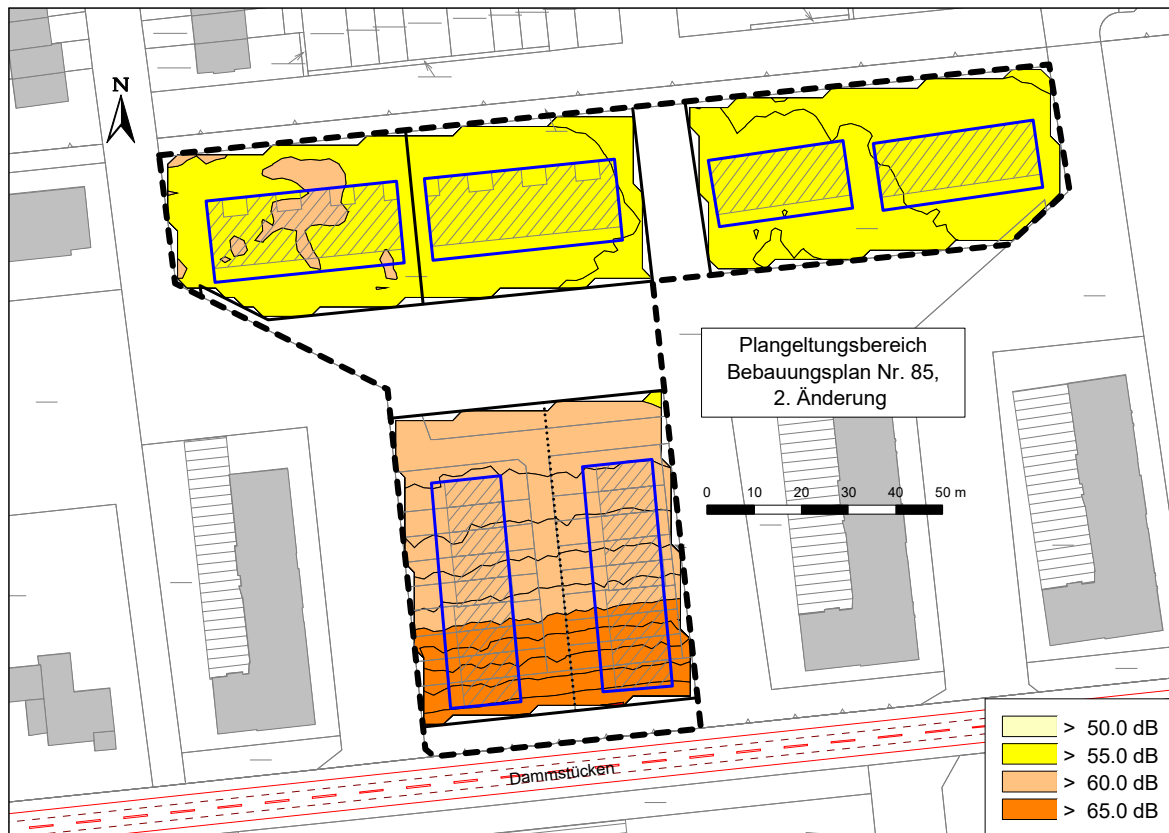 N
Plangeltungsbereich
Bebauungsplan Nr. 85,
2. Änderung
0 10 20 30 40 50 m
Dammstücken
> 50.0 dB
> 55.0 dB
> 60.0 dB
> 65.0 dB